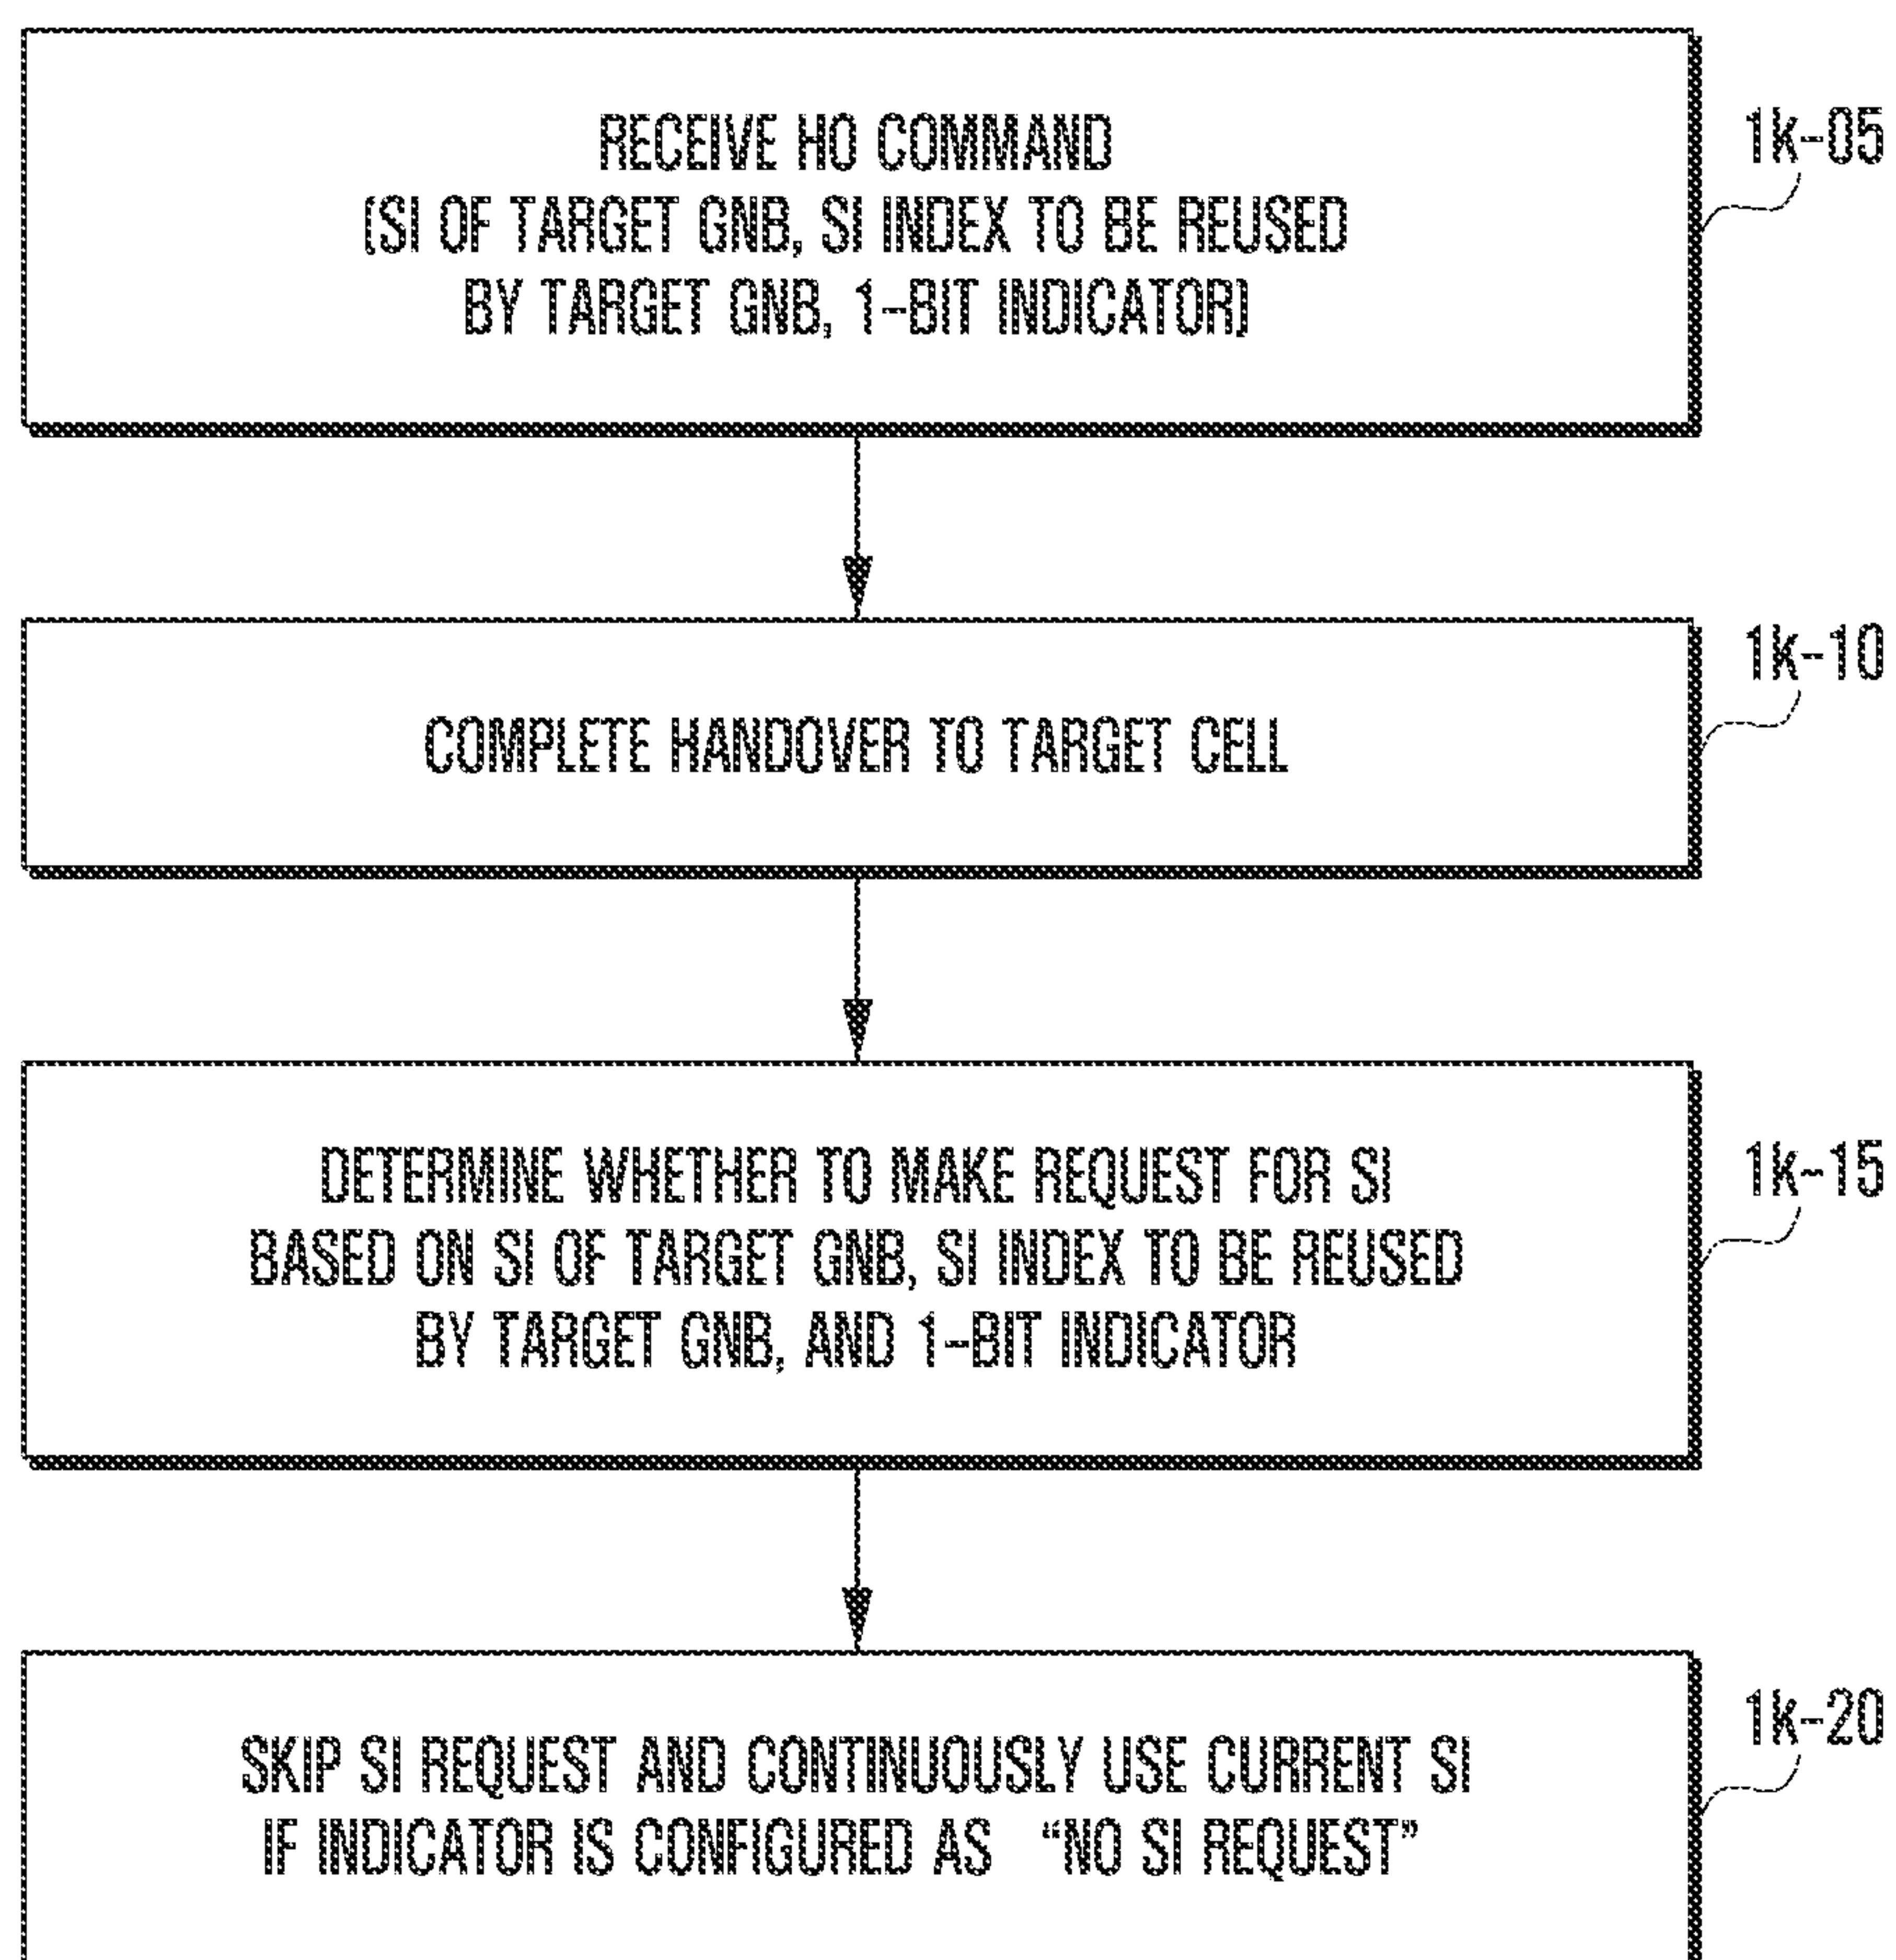 RECEIVE HO COMMAND
(SI OF TARGET GNB, SI INDEX TO BE REUSED
BY TARGET GNB, 1-BIT INDICATOR)
1k-05
COMPLETE HANDOVER TO TARGET CELL
1k-10
DETERMINE WHETHER TO MAKE REQUEST FOR SI
BASED ON SI OF TARGET GNB, SI INDEX TO BE REUSED
BY TARGET GNB, AND 1-BIT INDICATOR
1k-15
SKIP SI REQUEST AND CONTINUOUSLY USE CURRENT SI
IF INDICATOR IS CONFIGURED AS “NO SI REQUEST”
1k-20